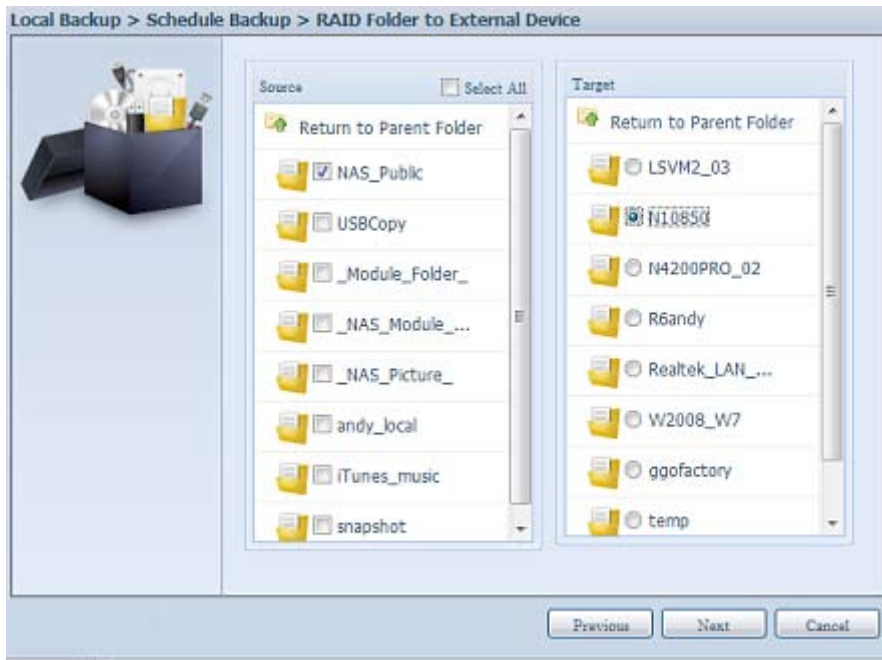 Local Backup > Schedule Backup > RAID Folder to External Device
Source
Select All
Return to Parent Folder
NAS_Public
USBCopy
_Module_Folder_
_NAS_Module_...
_NAS_Picture_
andy_local
iTunes_music
snapshot
Target
Return to Parent Folder
LSVM2_03
N10850
N4200PRO_02
R6andy
Realtek_LAN_...
W2008_W7
ggofactory
temp
Previous
Next
Cancel